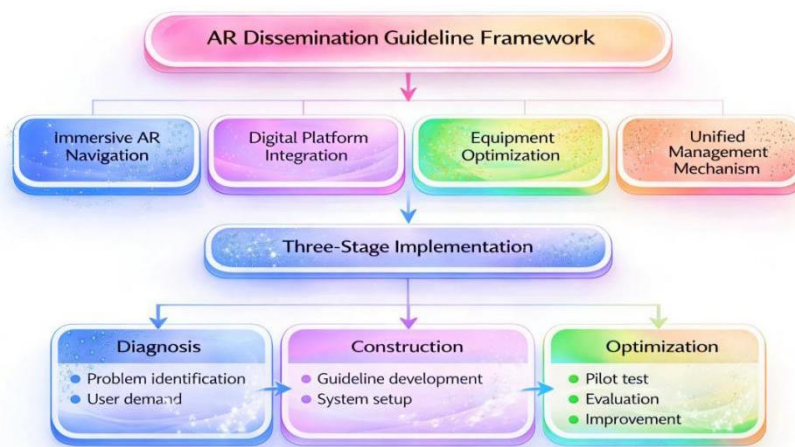 AR Dissemination Guideline Framework
Immersive AR
Navigation
Digital Platform
Integration
Equipment
Optimization
Unified
Management
Mechanism
Three-Stage Implementation
Diagnosis
• Problem identification
• User demand
Construction
• Guideline development
• System setup
Optimization
• Pilot test
• Evaluation
• Improvement